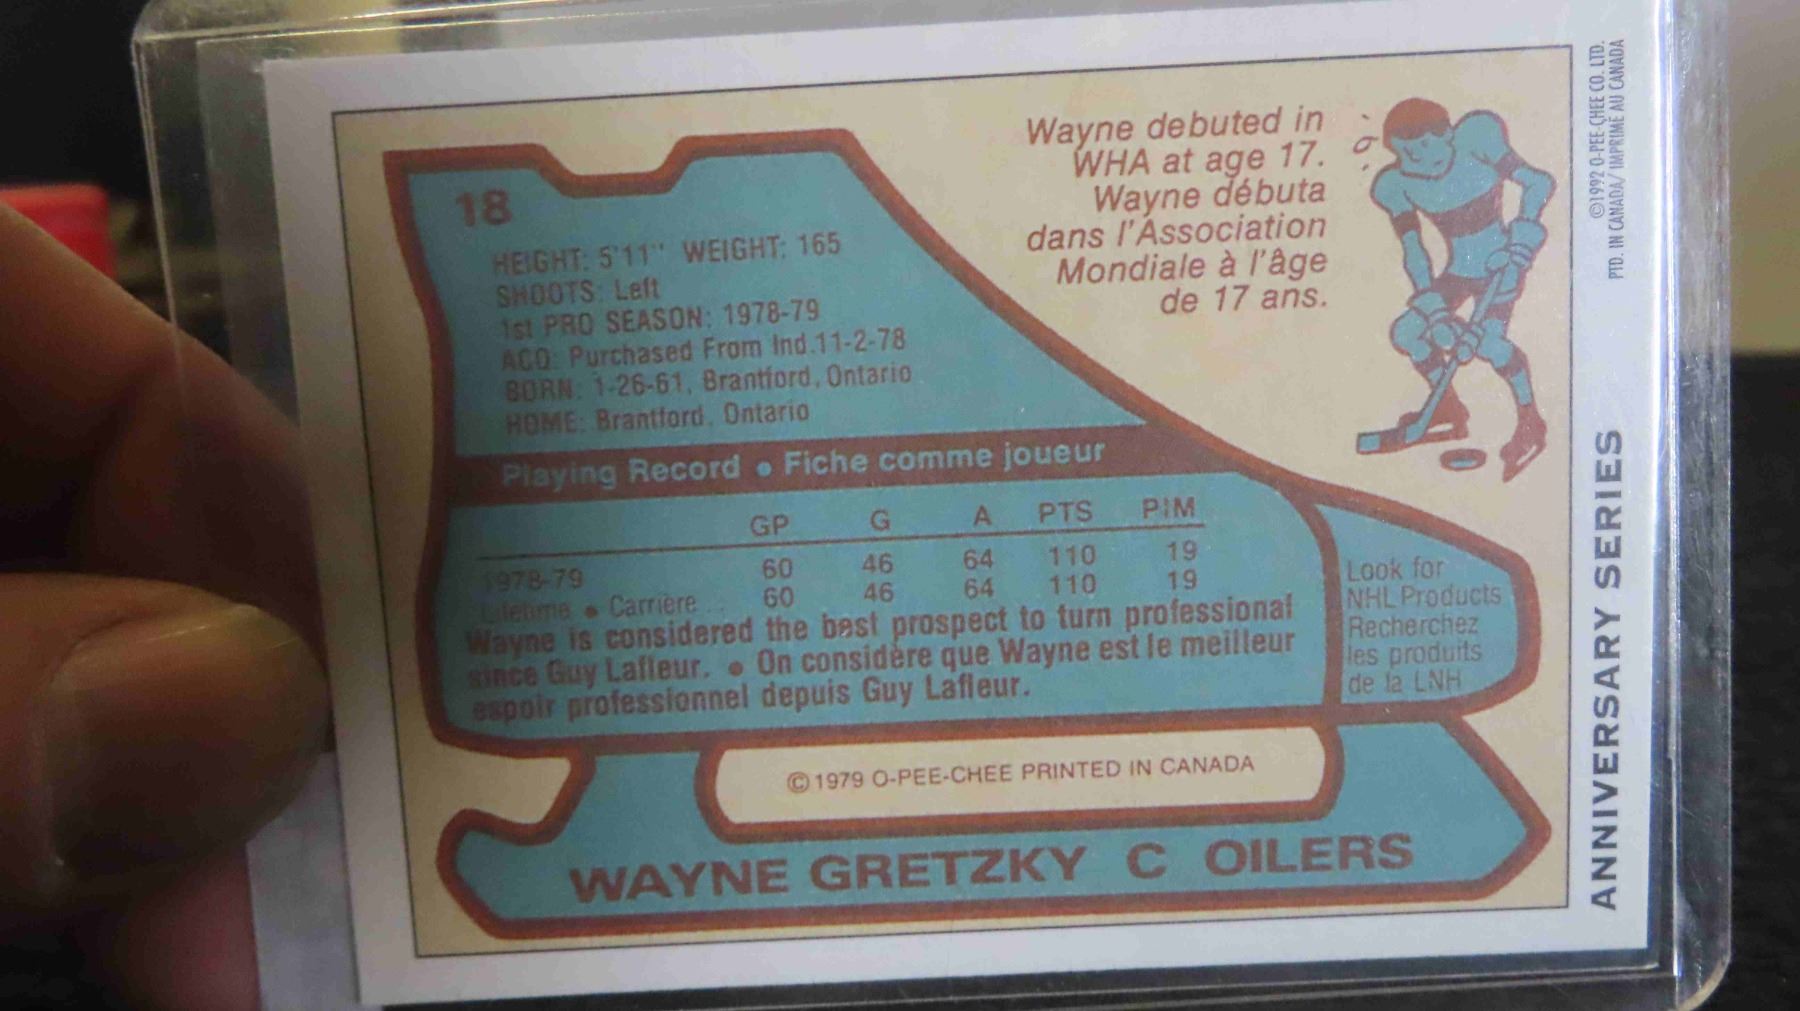 18
HEIGHT: 5'11" WEIGHT: 165
SHOOTS: Left
1st PRO SEASON: 1978-79
ACQ: Purchased From Ind.11-2-78
BORN: 1-26-61, Brantford, Ontario
HOME: Brantford, Ontario
Wayne debuted in
WHA at age 17.
Wayne débuta
dans l'Association
Mondiale à l'âge
de 17 ans.
Playing Record • Fiche comme joueur
GP G A PTS PIM
1978-79 60 46 64 110 19
Lifetime • Carrière .. 60 46 64 110 19
Wayne is considered the best prospect to turn professional
since Guy Lafleur. • On considère que Wayne est le meilleur
espoir professionnel depuis Guy Lafleur.
Look for
NHL Products
Recherchez
les produits
de la LNH
© 1979 O-PEE-CHEE PRINTED IN CANADA
WAYNE GRETZKY C OILERS
ANNIVERSARY SERIES
©1992 O-PEE-CHEE CO. LTD.
PTD. IN CANADA/IMPRIME AU CANADA